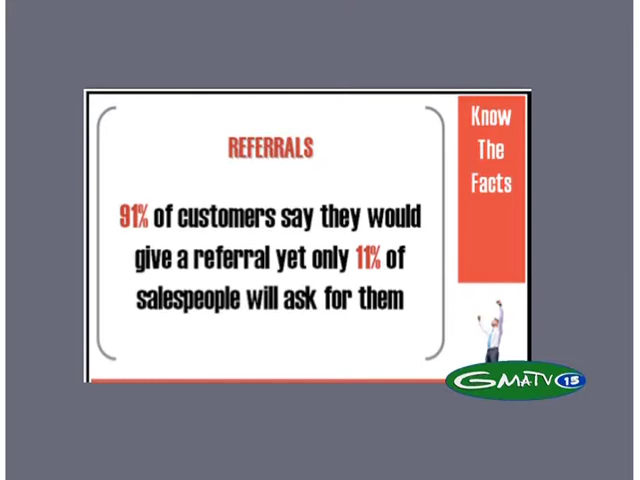 REFERRALS
91% of customers say they would
give a referral yet only 11% of
salespeople will ask for them
Know
The
Facts
GMATV 15